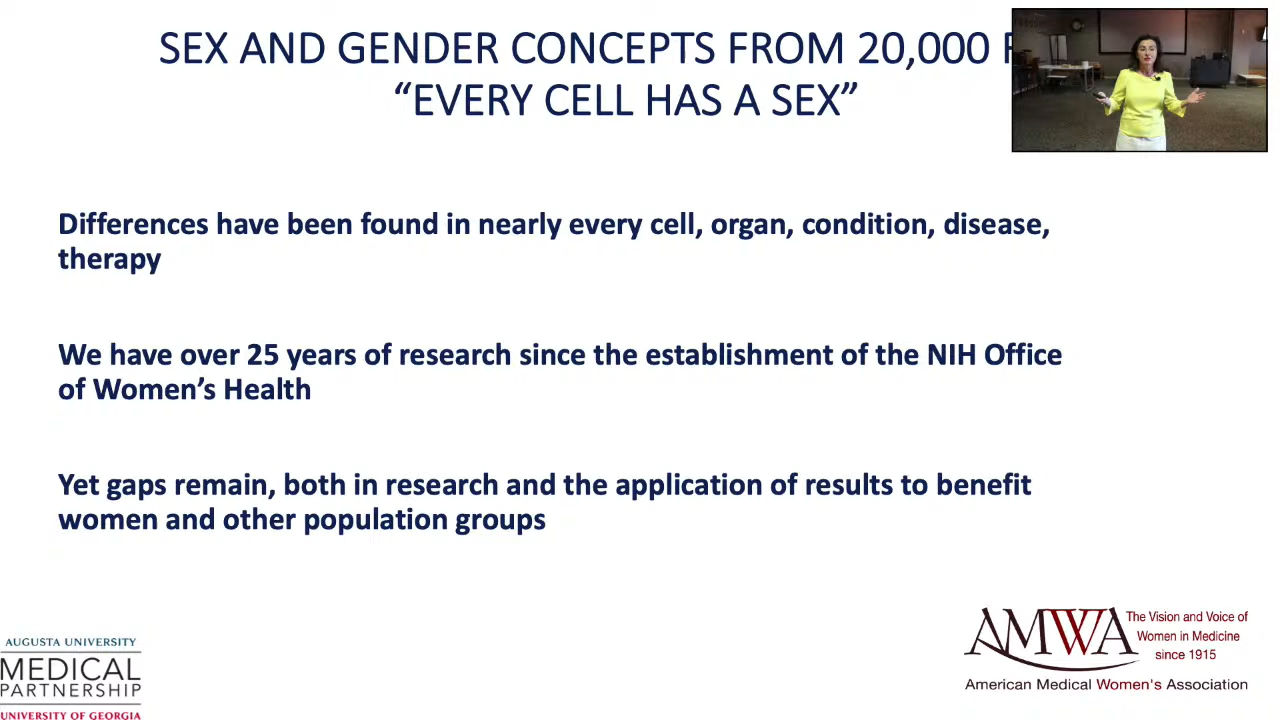 SEX AND GENDER CONCEPTS FROM 20,000
“EVERY CELL HAS A SEX”
Differences have been found in nearly every cell, organ, condition, disease,
therapy
We have over 25 years of research since the establishment of the NIH Office
of Women’s Health
Yet gaps remain, both in research and the application of results to benefit
women and other population groups
AUGUSTA UNIVERSITY
MEDICAL
PARTNERSHIP
UNIVERSITY OF GEORGIA
AMWA
The Vision and Voice of
Women in Medicine
since 1915
American Medical Women's Association